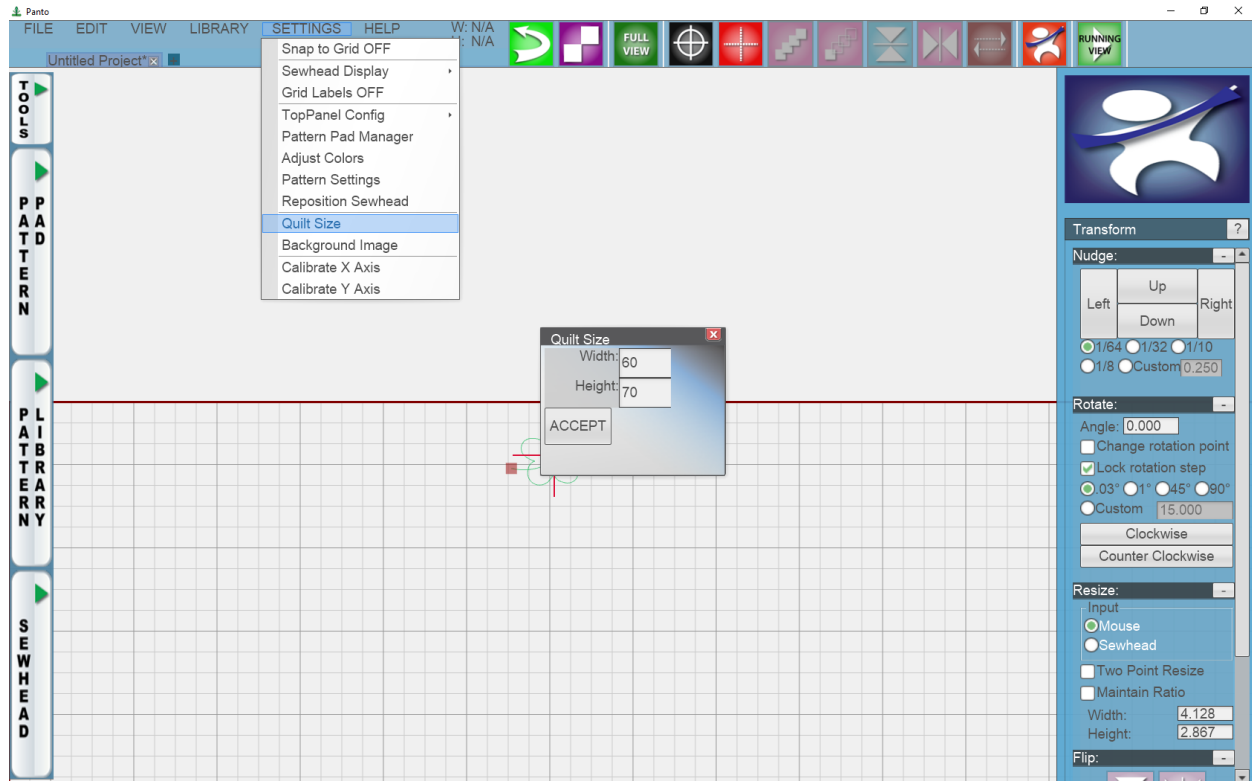 Panto
FILE EDIT VIEW LIBRARY SETTINGS HELP
W: N/A
N/A
FULL
VIEW
RUNNING
VIEW
Untitled Project*
Snap to Grid OFF
Sewhead Display
Grid Labels OFF
TopPanel Config
Pattern Pad Manager
Adjust Colors
Pattern Settings
Reposition Sewhead
Quilt Size
Background Image
Calibrate X Axis
Calibrate Y Axis
TOOLS
PATTERN PAD
PATTERN LIBRARY
SEWHEAD
Quilt Size
Width: 60
Height: 70
ACCEPT
Transform ?
Nudge: -
Left Up Right
Down
1/64 1/32 1/10
1/8 Custom 0.250
Rotate: -
Angle: 0.000
Change rotation point
Lock rotation step
.03° 1° 45° 90°
Custom 15.000
Clockwise
Counter Clockwise
Resize: -
Input
Mouse
Sewhead
Two Point Resize
Maintain Ratio
Width: 4.128
Height: 2.867
Flip: -